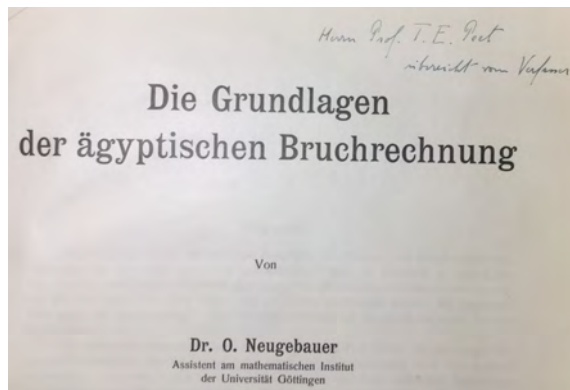 Herrn Prof. T. E. Peet
überreicht vom Verfasser
Die Grundlagen
der ägyptischen Bruchrechnung
Von
Dr. O. Neugebauer
Assistent am mathematischen Institut
der Universität Göttingen